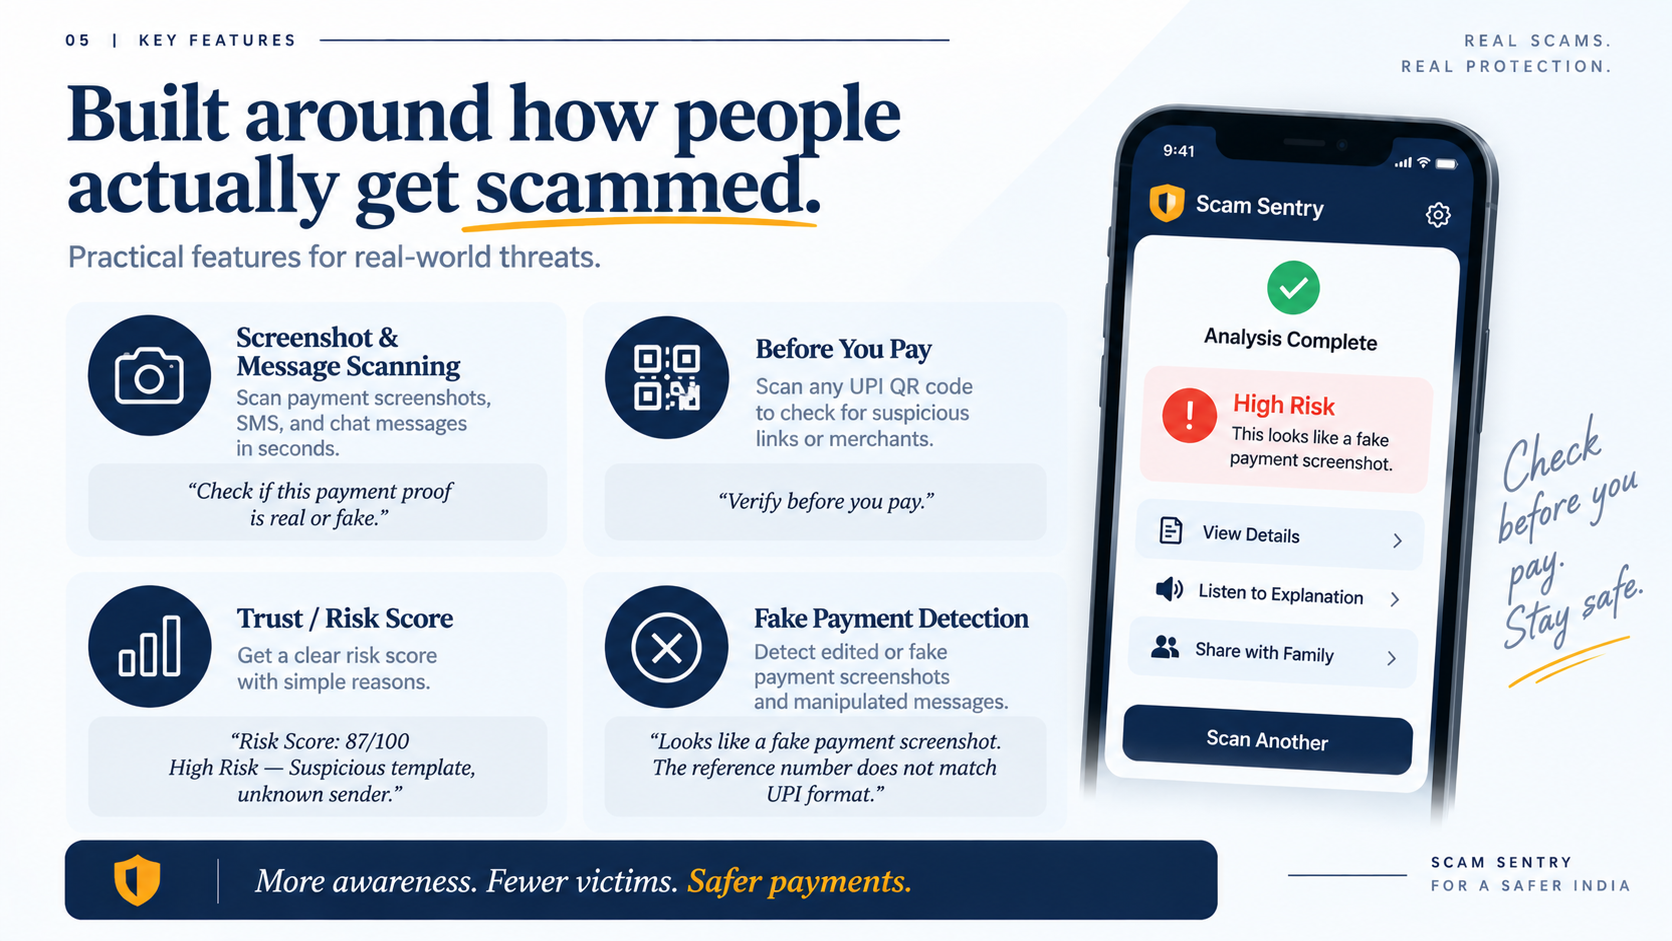 05 | KEY FEATURES
REAL SCAMS.
REAL PROTECTION.
Built around how people
actually get scammed.
Practical features for real-world threats.
Screenshot &
Message Scanning
Scan payment screenshots,
SMS, and chat messages
in seconds.
“Check if this payment proof
is real or fake.”
Before You Pay
Scan any UPI QR code
to check for suspicious
links or merchants.
“Verify before you pay.”
Trust / Risk Score
Get a clear risk score
with simple reasons.
“Risk Score: 87/100
High Risk — Suspicious template,
unknown sender.”
Fake Payment Detection
Detect edited or fake
payment screenshots
and manipulated messages.
“Looks like a fake payment screenshot.
The reference number does not match
UPI format.”
9:41
Scam Sentry
Analysis Complete
High Risk
This looks like a fake
payment screenshot.
View Details
Listen to Explanation
Share with Family
Scan Another
Check
before you
pay.
Stay safe.
More awareness. Fewer victims. Safer payments.
SCAM SENTRY
FOR A SAFER INDIA